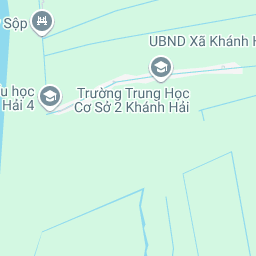 Sộp
UBND Xã Khánh H
Trường Trung Học
Cơ Sở 2 Khánh Hải
u học
Hải 4